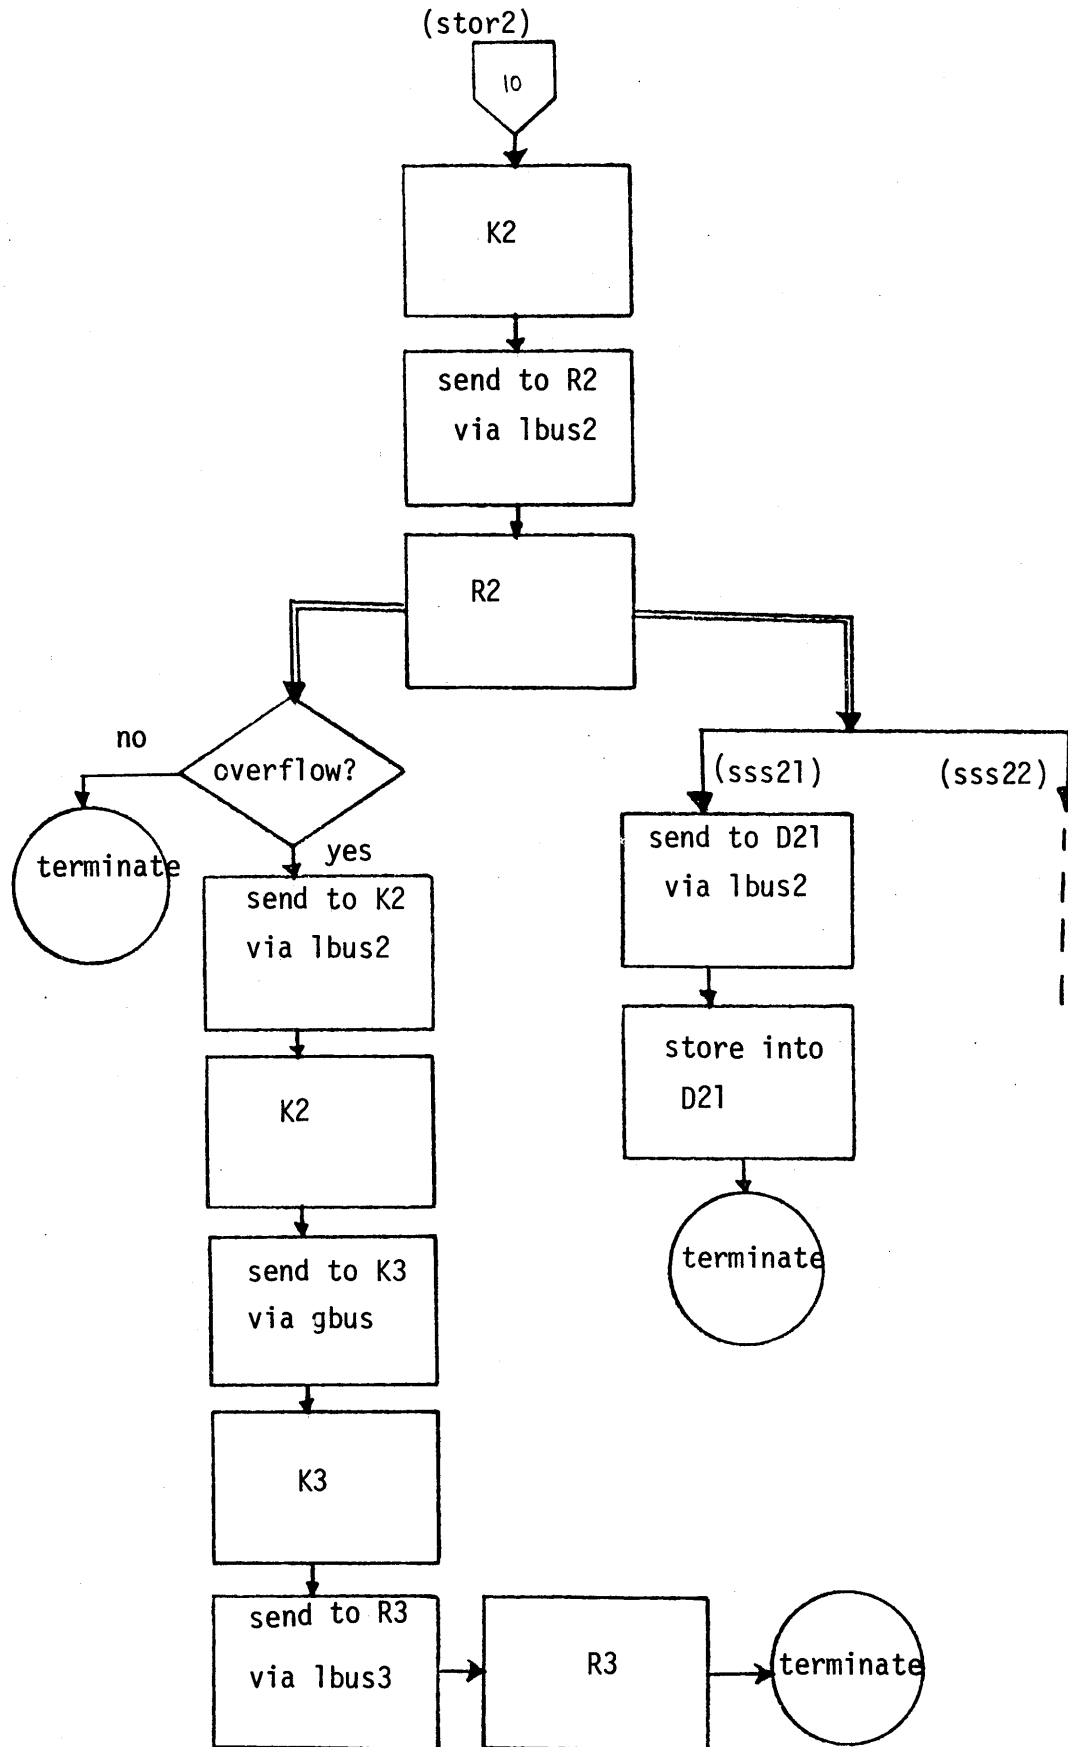 (stor2)
10
K2
send to R2
via lbus2
R2
no
overflow?
(sss21)
(sss22)
terminate
yes
send to D21
via lbus2
send to K2
via lbus2
store into
D21
K2
terminate
send to K3
via gbus
K3
send to R3
via lbus3
R3
terminate